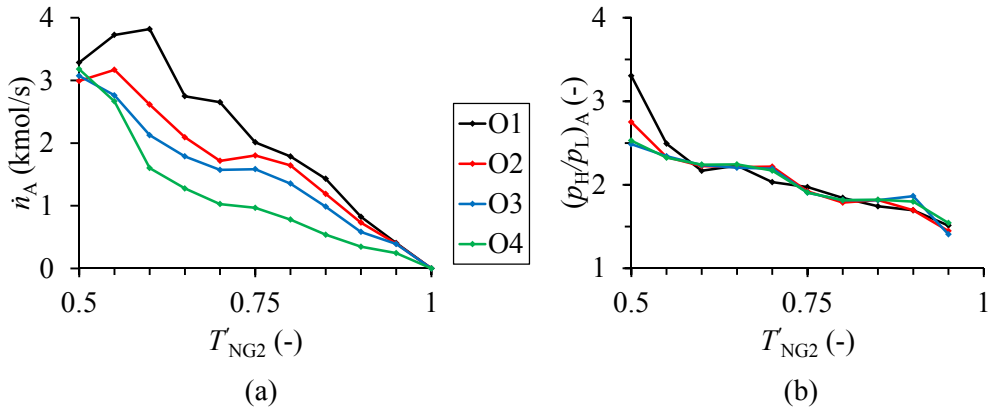 4
3
2
1
0
ṅA (kmol/s)
0.5 0.75 1
T′NG2 (-)
(a)
O1
O2
O3
O4
4
3
2
1
(pH/pL)A (-)
0.5 0.75 1
T′NG2 (-)
(b)